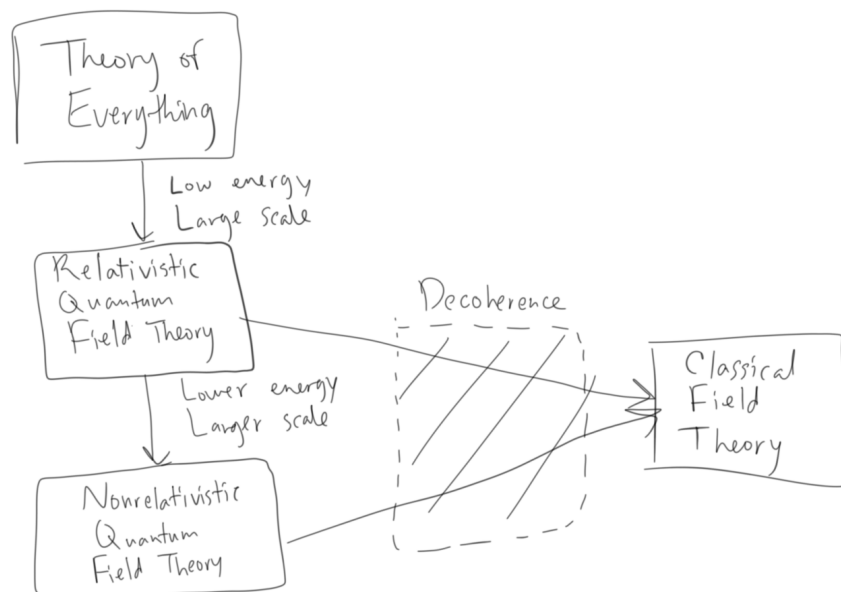 Theory of
Everything
Low energy
Large scale
Relativistic
Quantum
Field Theory
Decoherence
Classical
Field
Theory
Lower energy
Larger scale
Nonrelativistic
Quantum
Field Theory